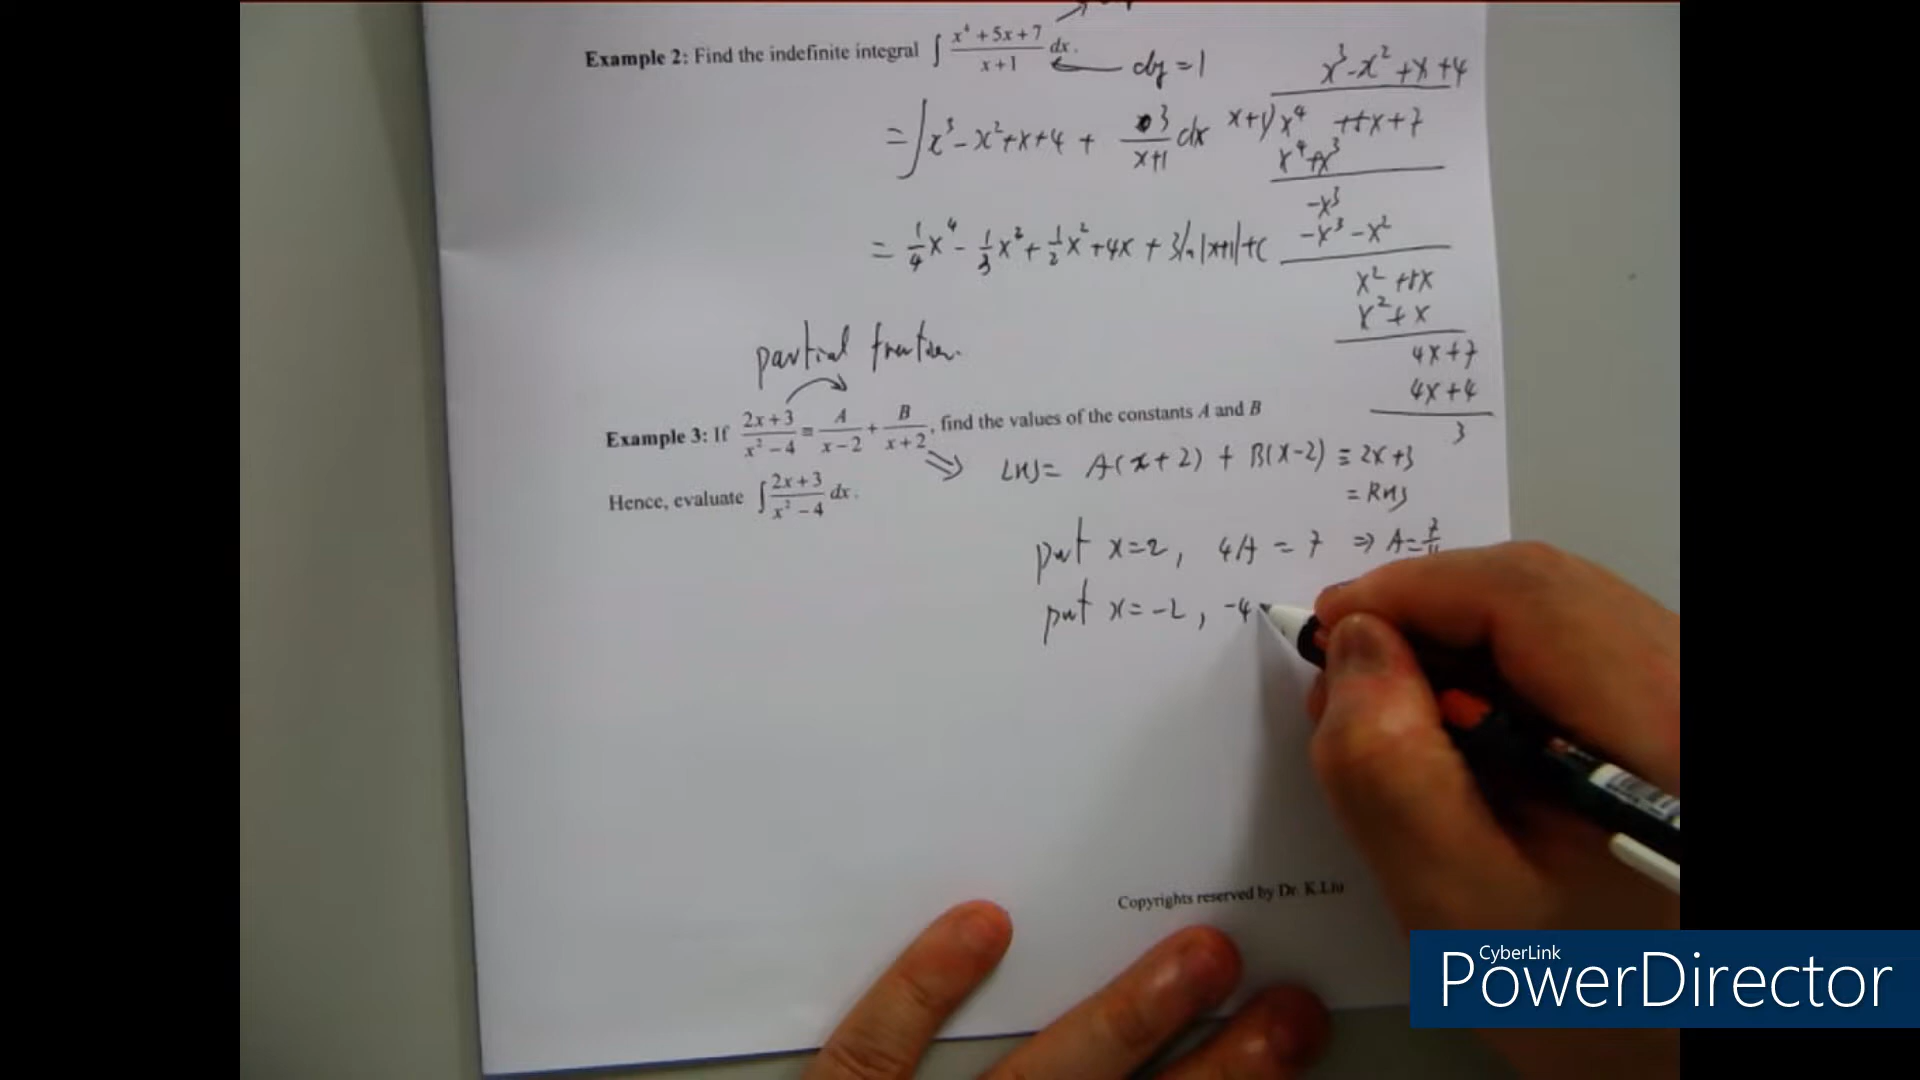 Example 2: Find the indefinite integral ∫ (x⁴ + 5x + 7)/(x + 1) dx.
dg = 1
= ∫ x³ - x² + x + 4 + 3/(x+1) dx
x³ - x² + x + 4
x+1) x⁴ + 5x + 7
x⁴ + x³
-x³
-x³ - x²
x² + 5x
x² + x
4x + 7
4x + 4
3
= 1/4 x⁴ - 1/3 x³ + 1/2 x² + 4x + 3 ln |x+1| + C
partial fraction.
Example 3: If (2x + 3)/(x² - 4) ≡ A/(x - 2) + B/(x + 2), find the values of the constants A and B
⇒ LHS = A(x+2) + B(x-2) ≡ 2x+3
= RHS
Hence, evaluate ∫ (2x + 3)/(x² - 4) dx.
put x=2, 4A = 7 ⇒ A = 7/4
put x = -2, -4
Copyrights reserved by Dr. K.Liu
CyberLink
PowerDirector